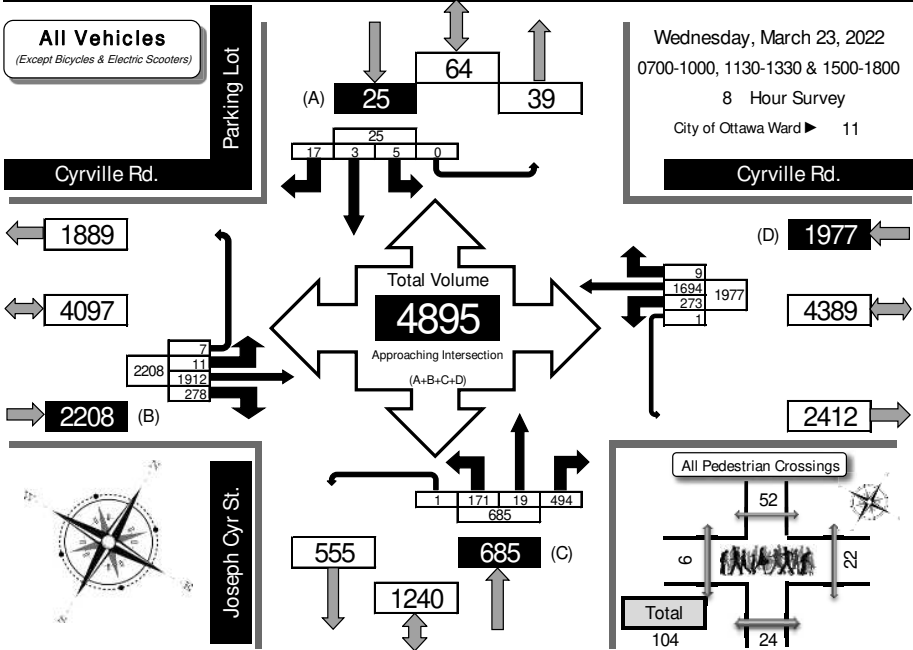 All Vehicles
(Except Bicycles & Electric Scooters)
Parking Lot
Cyrville Rd.
64
(A) 25
39
25
17 3 5 0
Wednesday, March 23, 2022
0700-1000, 1130-1330 & 1500-1800
8 Hour Survey
City of Ottawa Ward ► 11
Cyrville Rd.
1889
4097
2208
7
11
1912
278
2208 (B)
Total Volume
4895
Approaching Intersection
(A+B+C+D)
(D) 1977
9
1694
273
1
1977
4389
2412
Joseph Cyr St.
1 171 19 494
685
555
685 (C)
1240
All Pedestrian Crossings
52
6
22
Total
104
24